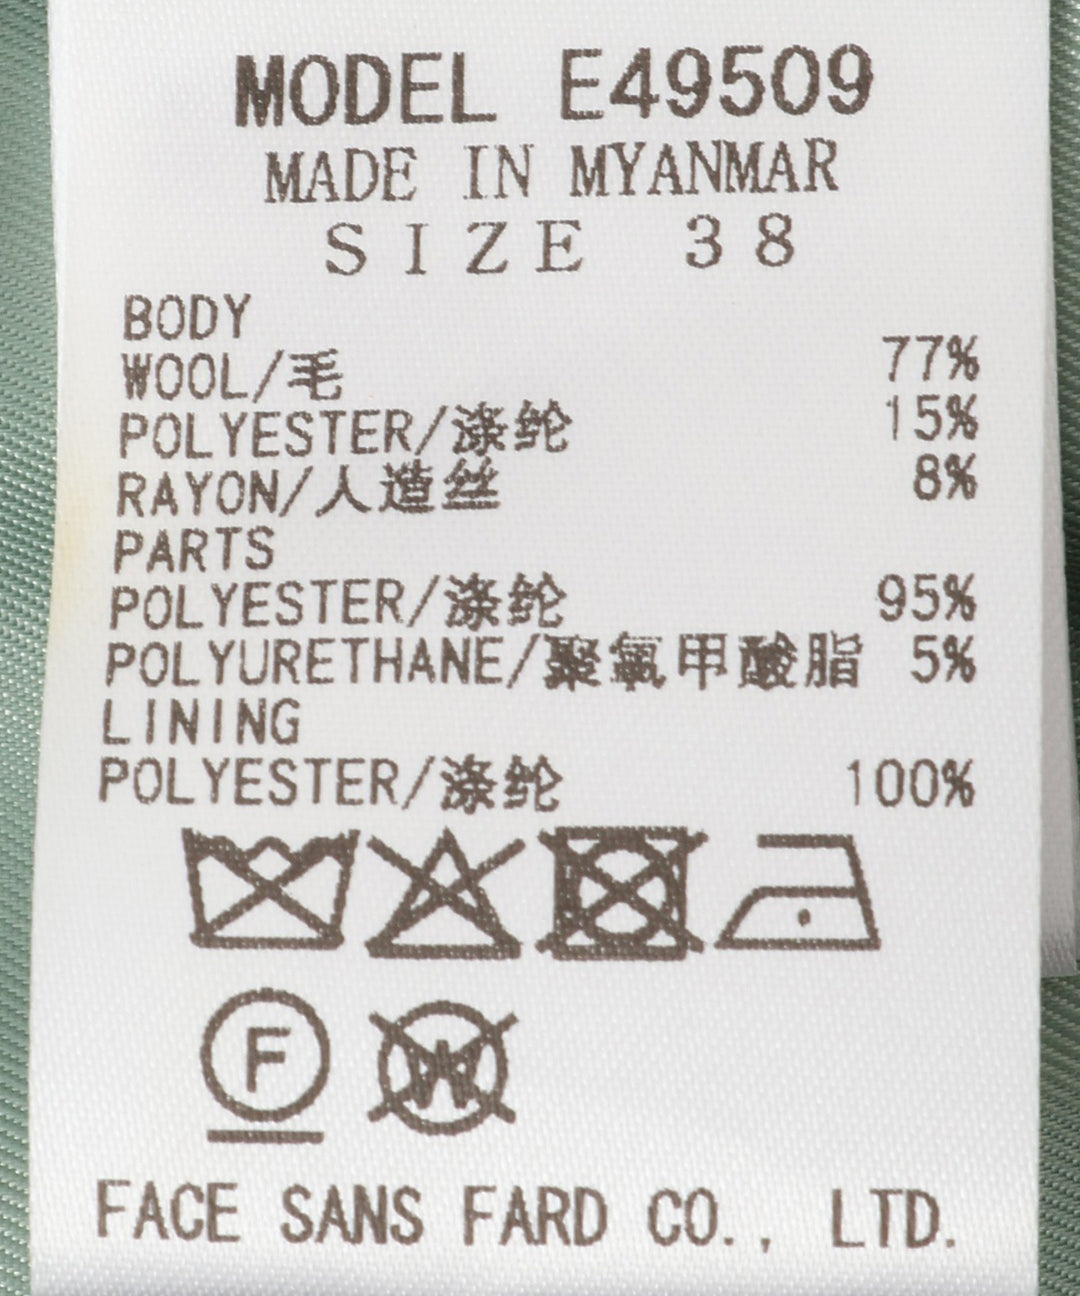 MODEL E49509
MADE IN MYANMAR
SIZE 38
BODY
WOOL/毛 77%
POLYESTER/涤纶 15%
RAYON/人造丝 8%
PARTS
POLYESTER/涤纶 95%
POLYURETHANE/聚氨甲酸脂 5%
LINING
POLYESTER/涤纶 100%
F W
FACE SANS FARD CO., LTD.